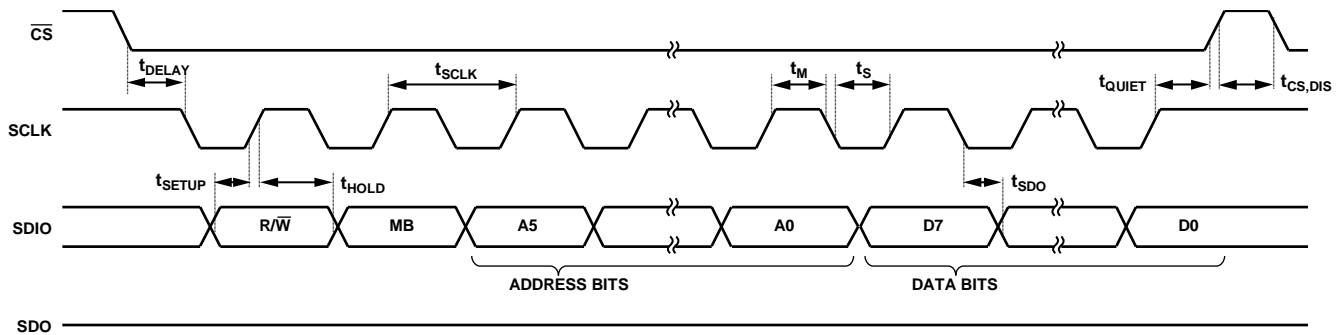 C̅S̅
tDELAY
tSCLK
tM
tS
tQUIET
tCS,DIS
SCLK
tSETUP
tHOLD
tSDO
SDIO
R/W̅
MB
A5
A0
D7
D0
ADDRESS BITS
DATA BITS
SDO